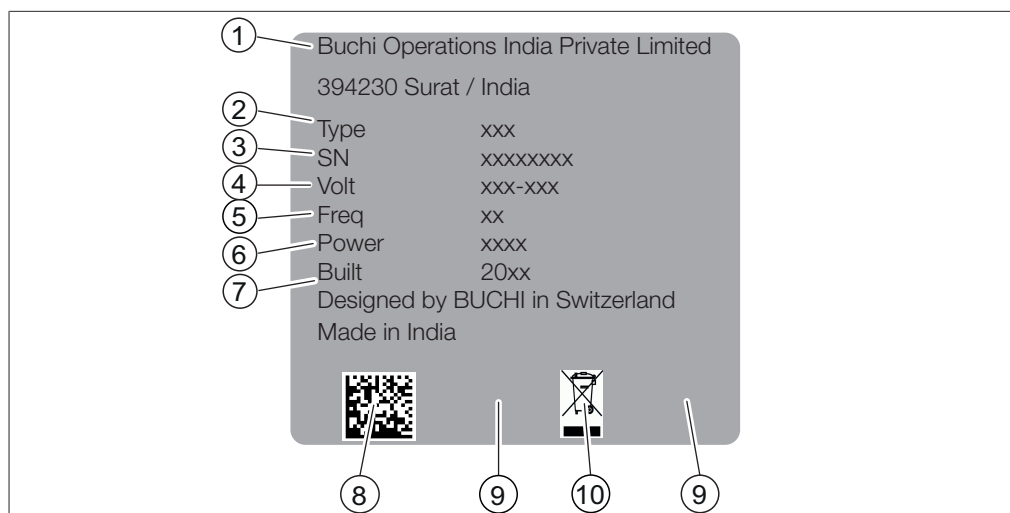 ① Buchi Operations India Private Limited
394230 Surat / India
② Type xxx
③ SN xxxxxxxx
④ Volt xxx-xxx
⑤ Freq xx
⑥ Power xxxx
⑦ Built 20xx
Designed by BUCHI in Switzerland
Made in India
⑧ ⑨ ⑩ ⑨